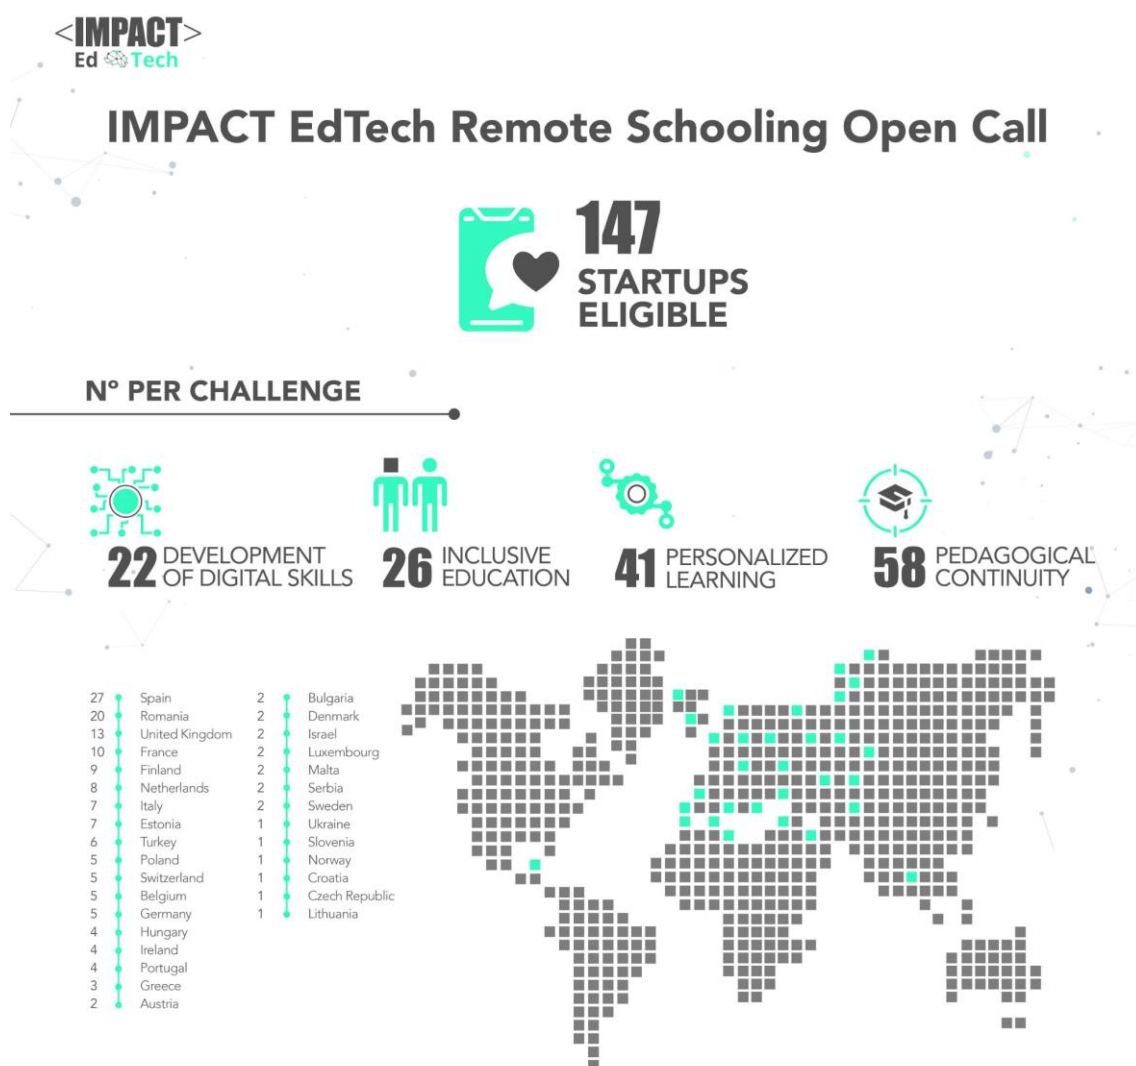 <IMPACT>
Ed Tech
IMPACT EdTech Remote Schooling Open Call
147
STARTUPS
ELIGIBLE
Nº PER CHALLENGE
22 DEVELOPMENT
OF DIGITAL SKILLS
26 INCLUSIVE
EDUCATION
41 PERSONALIZED
LEARNING
58 PEDAGOGICAL
CONTINUITY
27 Spain
20 Romania
13 United Kingdom
10 France
9 Finland
8 Netherlands
7 Italy
7 Estonia
6 Turkey
5 Poland
5 Switzerland
5 Belgium
5 Germany
4 Hungary
4 Ireland
4 Portugal
3 Greece
2 Austria
2 Bulgaria
2 Denmark
2 Israel
2 Luxembourg
2 Malta
2 Serbia
2 Sweden
1 Ukraine
1 Slovenia
1 Norway
1 Croatia
1 Czech Republic
1 Lithuania